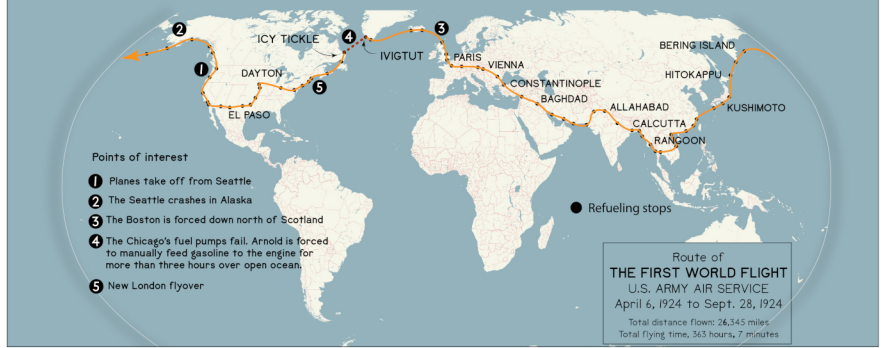 2
3
4
ICY TICKLE
IVIGTUT
PARIS
VIENNA
BERING ISLAND
1
DAYTON
5
CONSTANTINOPLE
HITOKAPPU
BAGHDAD
ALLAHABAD
KUSHIMOTO
EL PASO
CALCUTTA
RANGOON
Points of interest
1 Planes take off from Seattle
2 The Seattle crashes in Alaska
3 The Boston is forced down north of Scotland
4 The Chicago's fuel pumps fail. Arnold is forced
to manually feed gasoline to the engine for
more than three hours over open ocean.
5 New London flyover
Refueling stops
Route of
THE FIRST WORLD FLIGHT
U.S. ARMY AIR SERVICE
April 6, 1924 to Sept. 28, 1924
Total distance flown: 26,345 miles
Total flying time, 363 hours, 7 minutes